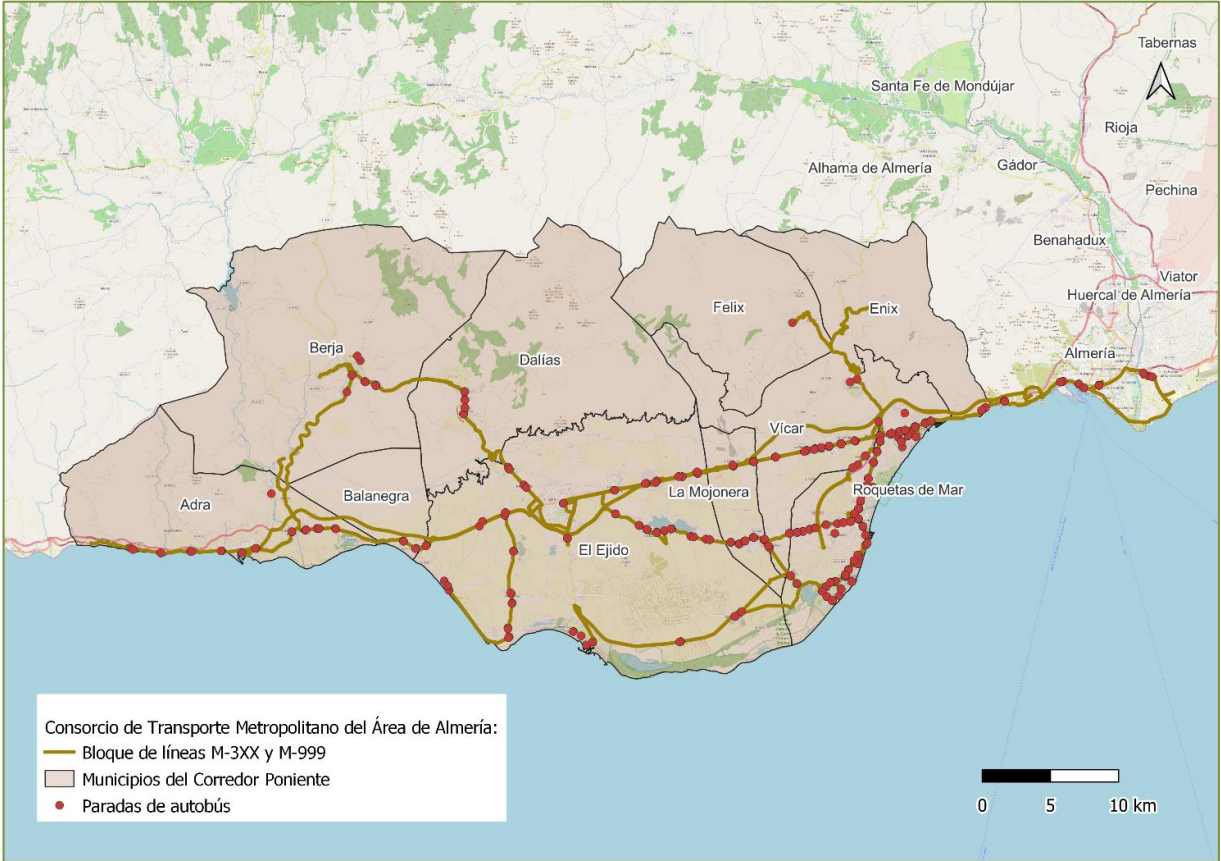 Tabernas
Santa Fe de Mondújar
Rioja
Alhama de Almería
Gádor
Pechina
Benahadux
Viator
Huercal de Almería
Felix
Enix
Berja
Dalías
Almería
Vícar
La Mojonera
Balanegra
Adra
Roquetas de Mar
El Ejido
Consorcio de Transporte Metropolitano del Área de Almería:
Bloque de líneas M-3XX y M-999
Municipios del Corredor Poniente
Paradas de autobús
0 5 10 km